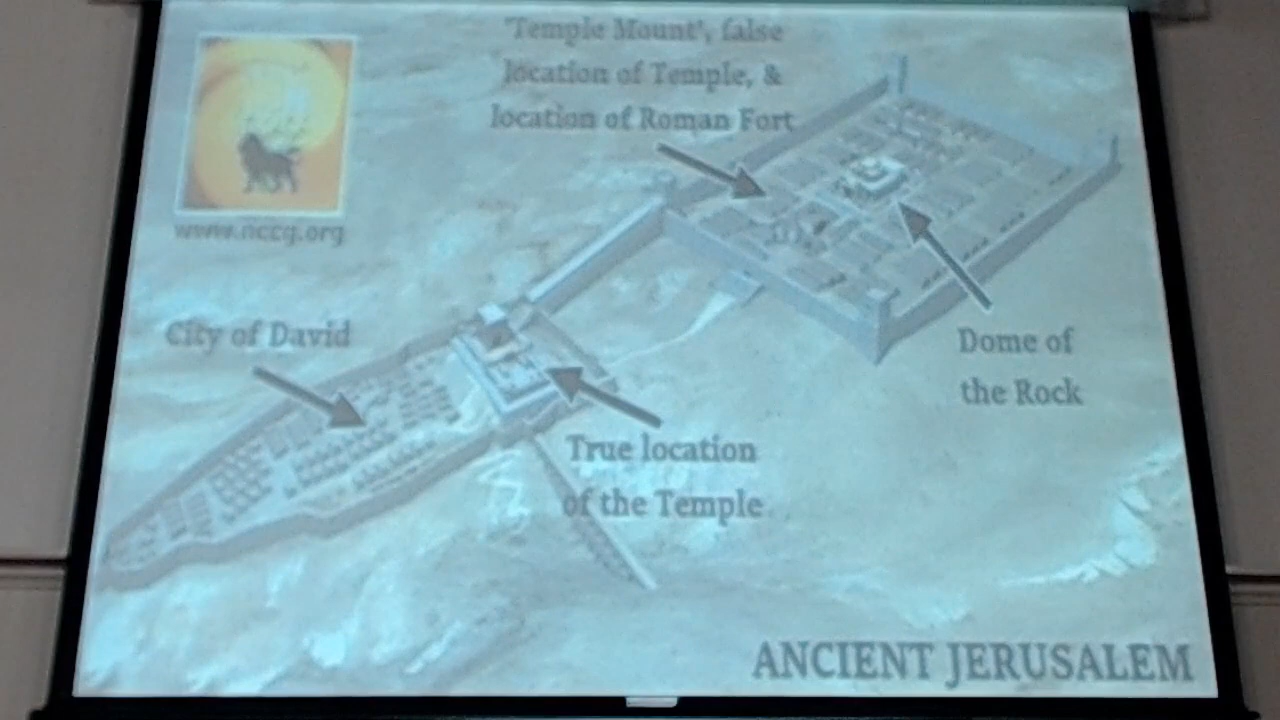 'Temple Mount', false
location of Temple, &
location of Roman Fort
www.nccg.org
City of David
Dome of
the Rock
True location
of the Temple
ANCIENT JERUSALEM